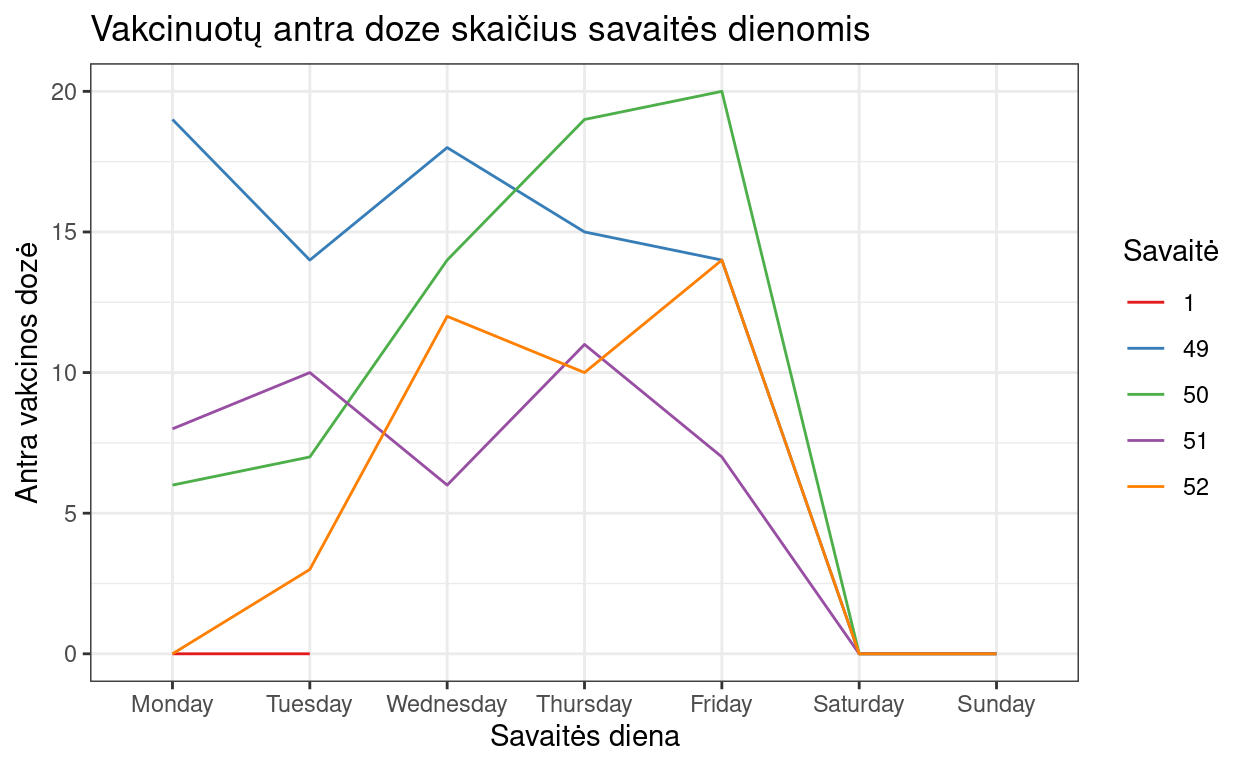 Vakcinuotų antra doze skaičius savaitės dienomis
Antra vakcinos dozė
20
15
10
5
0
Monday
Tuesday
Wednesday
Thursday
Friday
Saturday
Sunday
Savaitės diena
Savaitė
1
49
50
51
52